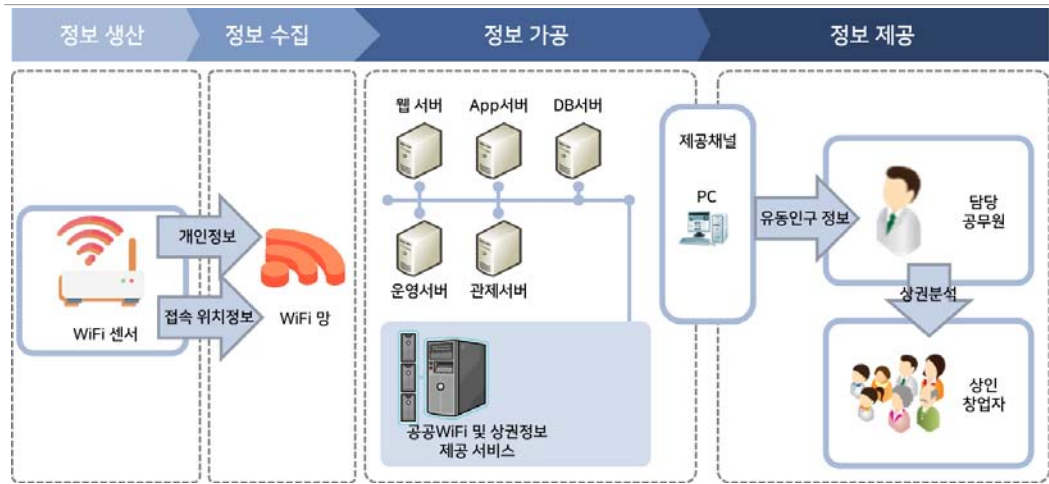 정보 생산
정보 수집
정보 가공
정보 제공
웹 서버
App서버
DB서버
제공채널
PC
개인정보
접속 위치정보
WiFi 센서
WiFi 망
운영서버
관제서버
공공WiFi 및 상권정보
제공 서비스
유동인구 정보
담당
공무원
상권분석
상인
창업자